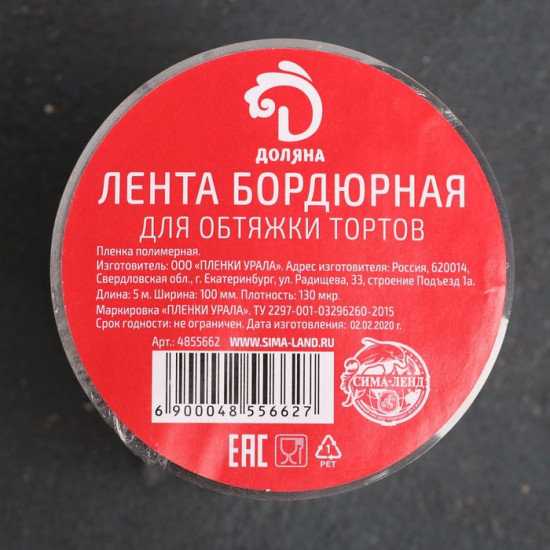 ДОЛЯНА
ЛЕНТА БОРДЮРНАЯ
ДЛЯ ОБТЯЖКИ ТОРТОВ
Пленка полимерная.
Изготовитель: ООО «ПЛЕНКИ УРАЛА». Адрес изготовителя: Россия, 620014,
Свердловская обл., г. Екатеринбург, ул. Радищева, 33, строение Подъезд 1а.
Длина: 5 м. Ширина: 100 мм. Плотность: 130 мкр.
Маркировка «ПЛЕНКИ УРАЛА». ТУ 2297-001-03296260-2015
Срок годности: не ограничен. Дата изготовления: 02.02.2020 г.
Арт.: 4855662 WWW.SIMA-LAND.RU
СИМА-ЛЕНД
6 900048 556627
EAC
1
PET